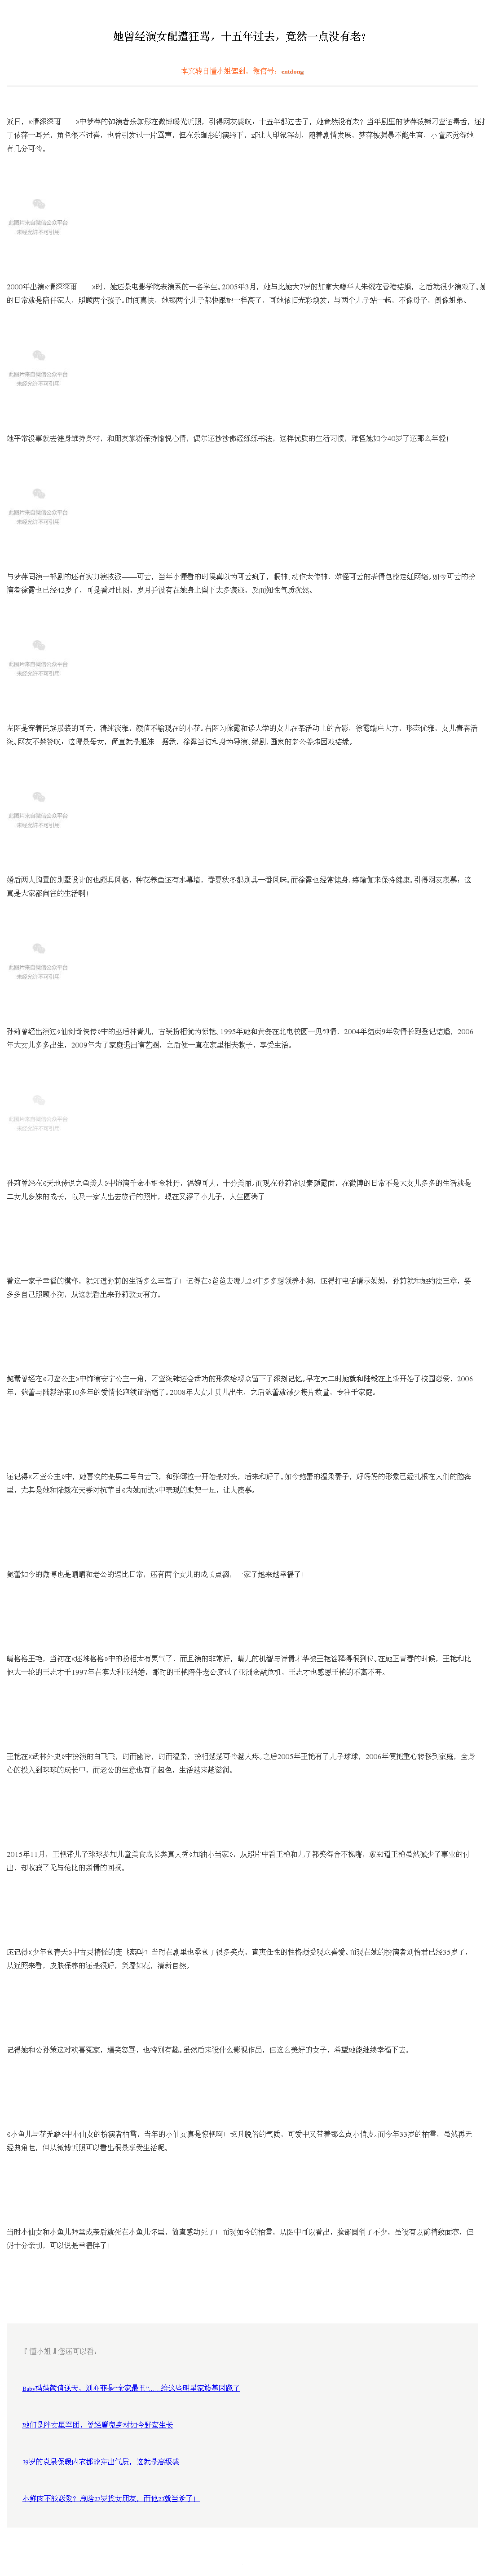 她曾经演女配遭狂骂，十五年过去，竟然一点没有老?
本文转自懂小姐驾到，微信号：entdong
近日，《情深深雨　　》中梦萍的饰演者乐珈彤在微博曝光近照，引得网友感叹，十五年都过去了，她竟然没有老？当年剧里的梦萍泼辣刁蛮还毒舌，还打
了依萍一耳光，角色很不讨喜，也曾引发过一片骂声，但在乐珈彤的演绎下，却让人印象深刻，随着剧情发展，梦萍被强暴不能生育，小懂还觉得她
有几分可怜。
此图片来自微信公众平台
未经允许不可引用
2000年出演《情深深雨　　》时，她还是电影学院表演系的一名学生。2005年3月，她与比她大7岁的加拿大籍华人朱锐在香港结婚，之后就很少演戏了。她
的日常就是陪伴家人，照顾两个孩子。时间真快，她那两个儿子都快跟她一样高了，可她依旧光彩焕发，与两个儿子站一起，不像母子，倒像姐弟。
此图片来自微信公众平台
未经允许不可引用
她平常没事就去健身维持身材，和朋友旅游保持愉悦心情，偶尔还抄抄佛经练练书法，这样优质的生活习惯，难怪她如今40岁了还那么年轻！
此图片来自微信公众平台
未经允许不可引用
与梦萍同演一部剧的还有实力演技派——可云，当年小懂看的时候真以为可云疯了，眼神、动作太传神，难怪可云的表情包能走红网络。如今可云的扮
演者徐露也已经42岁了，可是看对比图，岁月并没有在她身上留下太多痕迹，反而知性气质犹然。
此图片来自微信公众平台
未经允许不可引用
左图是穿着民族服装的可云，清纯淡雅，颜值不输现在的小花。右图为徐露和读大学的女儿在某活动上的合影，徐露端庄大方，形态优雅，女儿青春活
泼。网友不禁赞叹，这哪是母女，简直就是姐妹！据悉，徐露当初和身为导演、编剧、画家的老公姜炜因戏结缘。
此图片来自微信公众平台
未经允许不可引用
婚后两人购置的别墅设计的也颇具风格，种花养鱼还有水幕墙，春夏秋冬都别具一番风味。而徐露也经常健身、练瑜伽来保持健康。引得网友羡慕，这
真是大家都向往的生活啊！
此图片来自微信公众平台
未经允许不可引用
孙莉曾经出演过《仙剑奇侠传》中的巫后林青儿，古装扮相犹为惊艳。1995年她和黄磊在北电校园一见钟情，2004年结束9年爱情长跑登记结婚，2006
年大女儿多多出生，2009年为了家庭退出演艺圈，之后便一直在家里相夫教子，享受生活。
此图片来自微信公众平台
未经允许不可引用
孙莉曾经在《天地传说之鱼美人》中饰演千金小姐金牡丹，温婉可人，十分美丽。而现在孙莉常以素颜露面，在微博的日常不是大女儿多多的生活就是
二女儿多妹的成长，以及一家人出去旅行的照片，现在又添了小儿子，人生圆满了！
看这一家子幸福的模样，就知道孙莉的生活多么丰富了！记得在《爸爸去哪儿2》中多多想领养小狗，还得打电话请示妈妈，孙莉就和她约法三章，要
多多自己照顾小狗，从这就看出来孙莉教女有方。
鲍蕾曾经在《刁蛮公主》中饰演安宁公主一角，刁蛮泼辣还会武功的形象给观众留下了深刻记忆。早在大二时她就和陆毅在上戏开始了校园恋爱，2006
年，鲍蕾与陆毅结束10多年的爱情长跑领证结婚了。2008年大女儿贝儿出生，之后鲍蕾就减少接片数量，专注于家庭。
还记得《刁蛮公主》中，她喜欢的是男二号白云飞，和张娜拉一开始是对头，后来和好了。如今鲍蕾的温柔妻子，好妈妈的形象已经扎根在人们的脑海
里，尤其是她和陆毅在夫妻对抗节目《为她而战》中表现的默契十足，让人羡慕。
鲍蕾如今的微博也是晒晒和老公的逗比日常，还有两个女儿的成长点滴，一家子越来越幸福了！
晴格格王艳，当初在《还珠格格》中的扮相太有灵气了，而且演的非常好，晴儿的机智与诗情才华被王艳诠释得很到位。在她正青春的时候，王艳和比
他大一轮的王志才于1997年在澳大利亚结婚，那时的王艳陪伴老公度过了亚洲金融危机，王志才也感恩王艳的不离不弃。
王艳在《武林外史》中扮演的白飞飞，时而幽冷，时而温柔，扮相楚楚可怜惹人疼。之后2005年王艳有了儿子球球，2006年便把重心转移到家庭，全身
心的投入到球球的成长中，而老公的生意也有了起色，生活越来越滋润。
2015年11月，王艳带儿子球球参加儿童美食成长类真人秀《加油小当家》，从照片中看王艳和儿子都笑得合不拢嘴，就知道王艳虽然减少了事业的付
出，却收获了无与伦比的亲情的回报。
还记得《少年包青天》中古灵精怪的庞飞燕吗？当时在剧里也承包了很多笑点，直爽任性的性格颇受观众喜爱。而现在她的扮演者刘怡君已经35岁了，
从近照来看，皮肤保养的还是很好，笑靥如花，清新自然。
记得她和公孙策这对欢喜冤家，嬉笑怒骂，也特别有趣。虽然后来没什么影视作品，但这么美好的女子，希望她能继续幸福下去。
《小鱼儿与花无缺》中小仙女的扮演者柏雪，当年的小仙女真是惊艳啊！超凡脱俗的气质，可爱中又带着那么点小俏皮。而今年33岁的柏雪，虽然再无
经典角色，但从微博近照可以看出很是享受生活呢。
当时小仙女和小鱼儿拜堂成亲后就死在小鱼儿怀里，简直感动死了！而现如今的柏雪，从图中可以看出，脸部圆润了不少，虽没有以前精致面容，但
仍十分亲切，可以说是幸福胖了！
『懂小姐』您还可以看：
Baby妈妈颜值逆天，刘亦菲是“全家最丑”……给这些明星家族基因跪了
她们是胖女星军团，曾经魔鬼身材如今野蛮生长
39岁的袁泉保暖内衣都能穿出气质，这就是高级感
小鲜肉不能恋爱？鹿晗27岁找女朋友，而他23就当爹了！